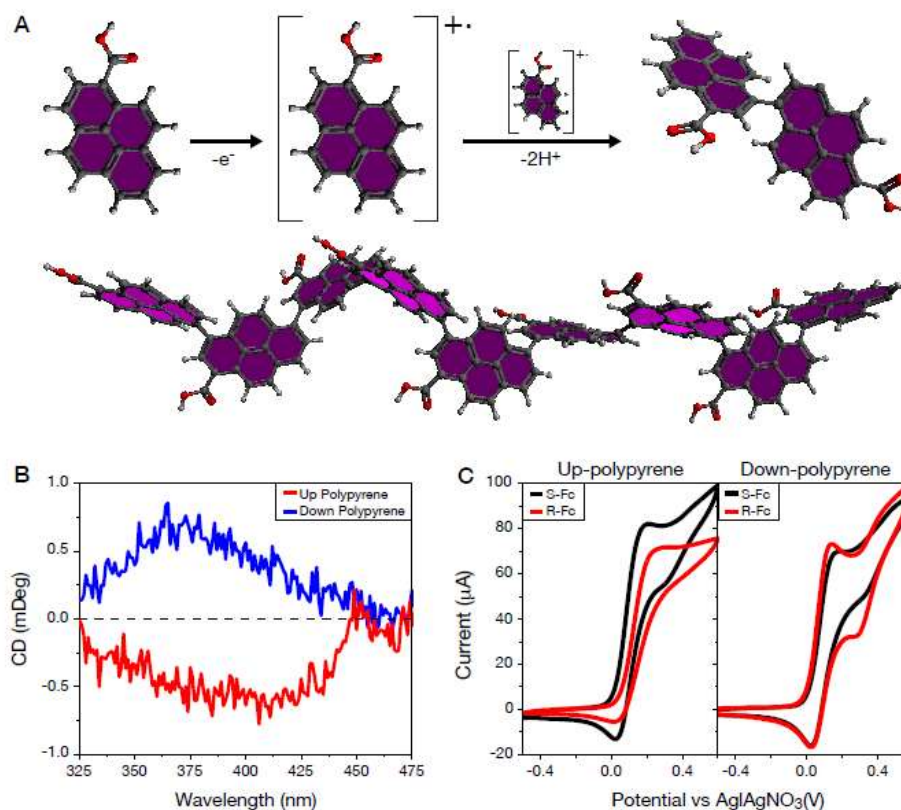 A
+·
+·
-e⁻
-2H⁺
B
1.0
0.5
0.0
-0.5
-1.0
CD (mDeg)
Up Polypyrene
Down Polypyrene
325
350
375
400
425
450
475
Wavelength (nm)
C
Up-polypyrene
Down-polypyrene
S-Fc
R-Fc
S-Fc
R-Fc
100
80
60
40
20
0
-20
Current (µA)
-0.4
0.0
0.4
-0.4
0.0
0.4
Potential vs Ag|AgNO₃(V)